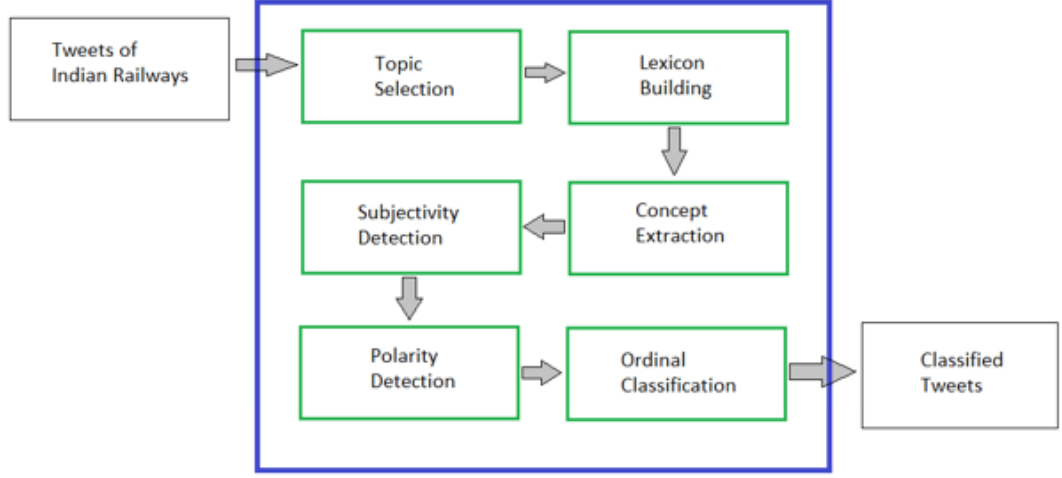 Tweets of
Indian Railways
Topic
Selection
Lexicon
Building
Concept
Extraction
Subjectivity
Detection
Polarity
Detection
Ordinal
Classification
Classified
Tweets